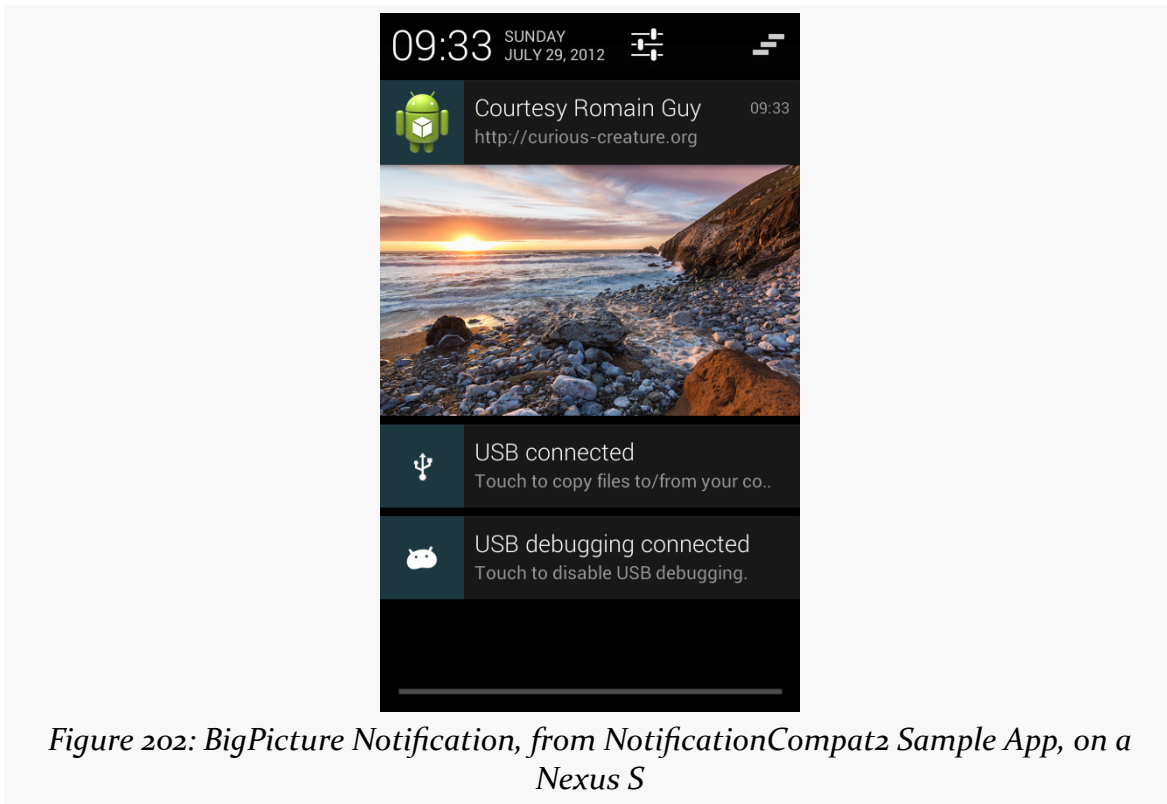 09:33 SUNDAY
JULY 29, 2012
Courtesy Romain Guy 09:33
http://curious-creature.org
USB connected
Touch to copy files to/from your co..
USB debugging connected
Touch to disable USB debugging.
Figure 202: BigPicture Notification, from NotificationCompat2 Sample App, on a
Nexus S